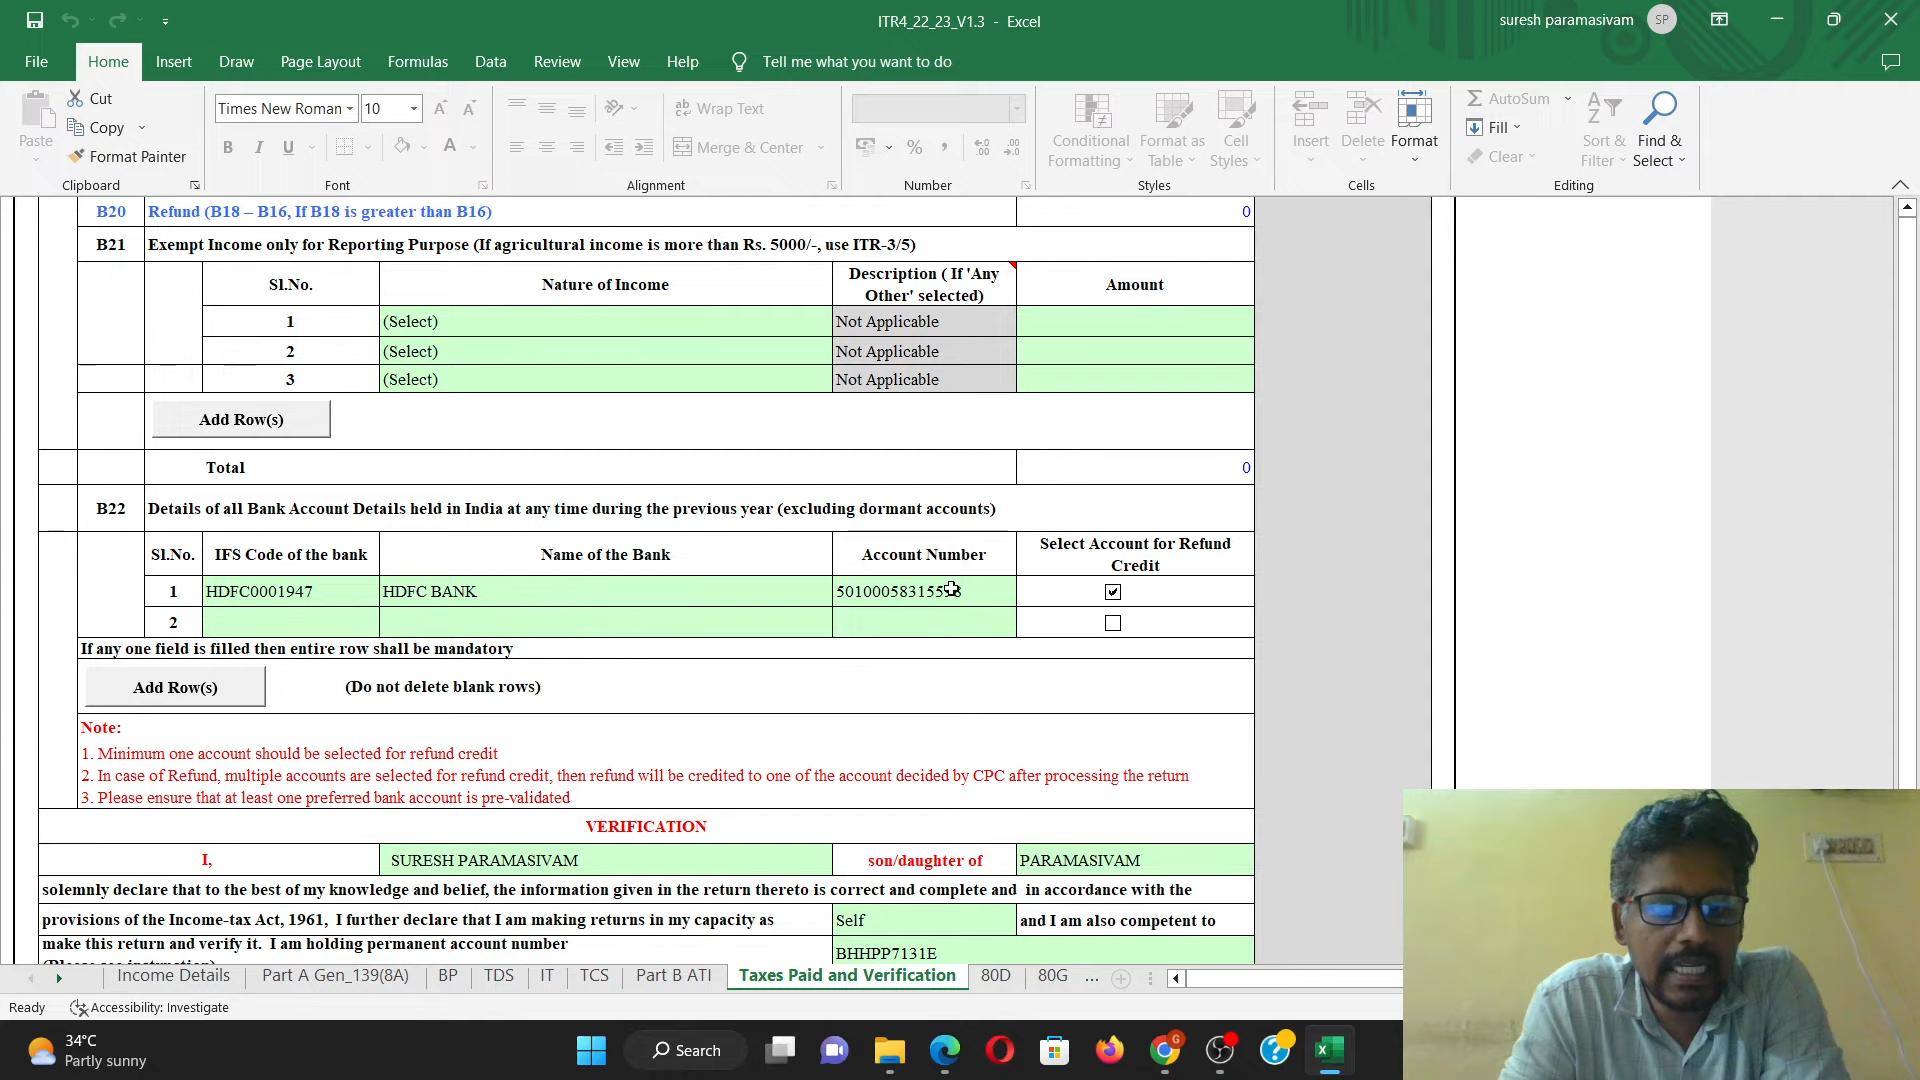 ITR4_22_23_V1.3 - Excel
suresh paramasivam SP
File Home Insert Draw Page Layout Formulas Data Review View Help Tell me what you want to do
Paste
Cut
Copy
Format Painter
Clipboard
Times New Roman 10
B I U
Font
Wrap Text
Merge & Center
Alignment
Number
Conditional Formatting
Format as Table
Cell Styles
Styles
Insert Delete Format
Cells
AutoSum
Fill
Clear
Sort & Filter
Find & Select
Editing
B20 Refund (B18 – B16, If B18 is greater than B16) 0
B21 Exempt Income only for Reporting Purpose (If agricultural income is more than Rs. 5000/-, use ITR-3/5)
Sl.No. Nature of Income Description ( If 'Any Other' selected) Amount
1 (Select) Not Applicable
2 (Select) Not Applicable
3 (Select) Not Applicable
Add Row(s)
Total 0
B22 Details of all Bank Account Details held in India at any time during the previous year (excluding dormant accounts)
Sl.No. IFS Code of the bank Name of the Bank Account Number Select Account for Refund Credit
1 HDFC0001947 HDFC BANK
2
If any one field is filled then entire row shall be mandatory
Add Row(s) (Do not delete blank rows)
Note:
1. Minimum one account should be selected for refund credit
2. In case of Refund, multiple accounts are selected for refund credit, then refund will be credited to one of the account decided by CPC after processing the return
3. Please ensure that at least one preferred bank account is pre-validated
VERIFICATION
I, SURESH PARAMASIVAM son/daughter of PARAMASIVAM
solemnly declare that to the best of my knowledge and belief, the information given in the return thereto is correct and complete and in accordance with the
provisions of the Income-tax Act, 1961, I further declare that I am making returns in my capacity as Self and I am also competent to
make this return and verify it. I am holding permanent account number
BHHPP7131E
Income Details Part A Gen_139(8A) BP TDS IT TCS Part B ATI Taxes Paid and Verification 80D 80G ...
Ready Accessibility: Investigate
34°C
Partly sunny
Search